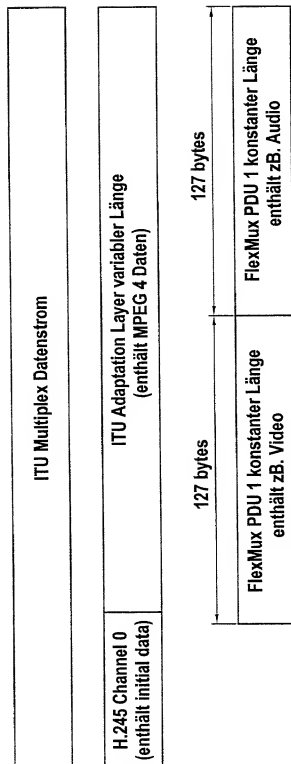 ITU Multiplex Datenstrom
H.245 Channel 0
(enthält initial data)
ITU Adaptation Layer variabler Länge
(enthält MPEG 4 Daten)
127 bytes
127 bytes
FlexMux PDU 1 konstanter Länge
enthält zB. Video
FlexMux PDU 1 konstanter Länge
enthält zB. Audio